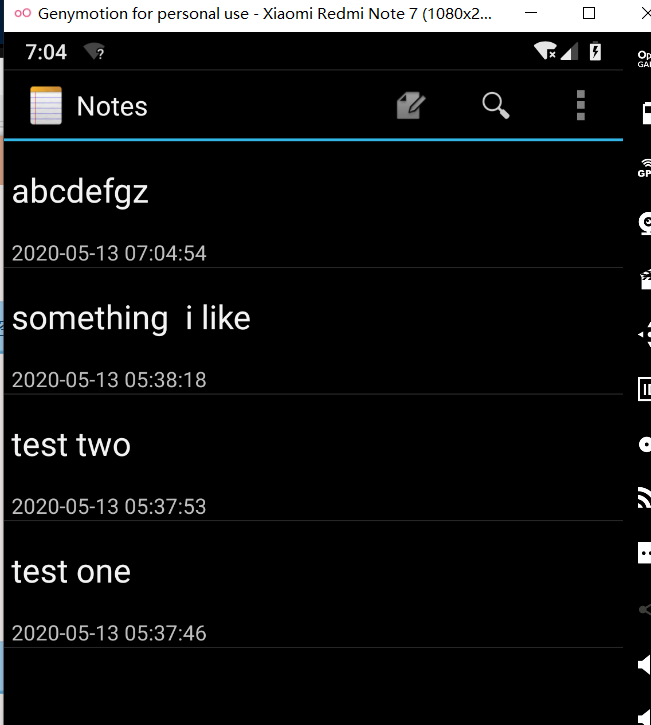 Genymotion for personal use - Xiaomi Redmi Note 7 (1080x2...
7:04
Notes
abcdefgz
2020-05-13 07:04:54
something  i like
2020-05-13 05:38:18
test two
2020-05-13 05:37:53
test one
2020-05-13 05:37:46